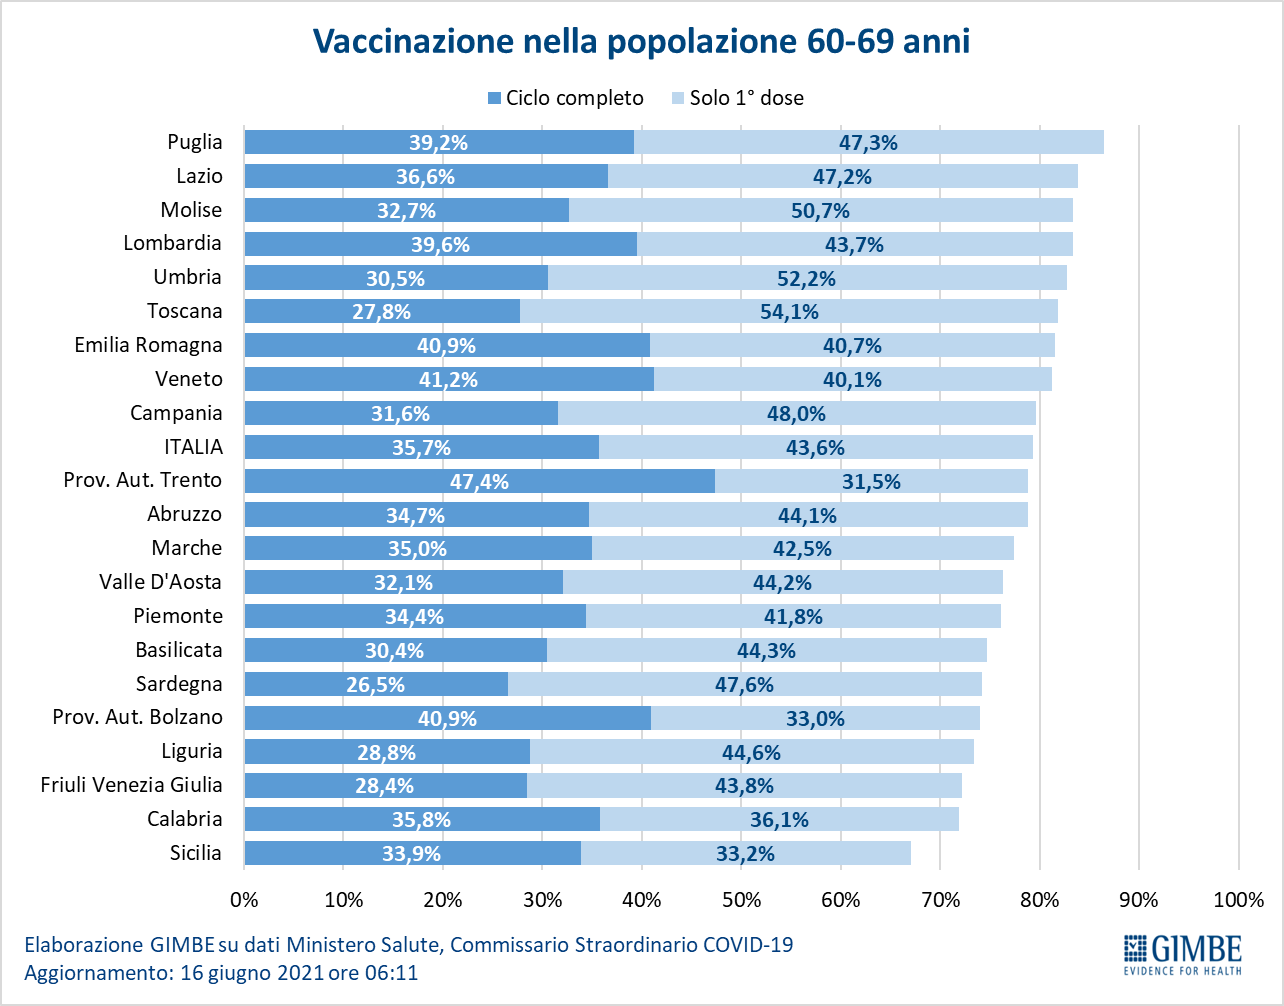 Vaccinazione nella popolazione 60-69 anni
Ciclo completo Solo 1° dose
Puglia 39,2% 47,3%
Lazio 36,6% 47,2%
Molise 32,7% 50,7%
Lombardia 39,6% 43,7%
Umbria 30,5% 52,2%
Toscana 27,8% 54,1%
Emilia Romagna 40,9% 40,7%
Veneto 41,2% 40,1%
Campania 31,6% 48,0%
ITALIA 35,7% 43,6%
Prov. Aut. Trento 47,4% 31,5%
Abruzzo 34,7% 44,1%
Marche 35,0% 42,5%
Valle D'Aosta 32,1% 44,2%
Piemonte 34,4% 41,8%
Basilicata 30,4% 44,3%
Sardegna 26,5% 47,6%
Prov. Aut. Bolzano 40,9% 33,0%
Liguria 28,8% 44,6%
Friuli Venezia Giulia 28,4% 43,8%
Calabria 35,8% 36,1%
Sicilia 33,9% 33,2%
0% 10% 20% 30% 40% 50% 60% 70% 80% 90% 100%
Elaborazione GIMBE su dati Ministero Salute, Commissario Straordinario COVID-19
Aggiornamento: 16 giugno 2021 ore 06:11
GIMBE
EVIDENCE FOR HEALTH